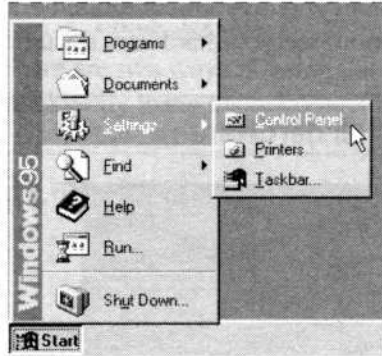 Programs
Documents
Settings
Control Panel
Printers
Taskbar...
Find
Help
Run...
Shut Down...
Windows95
Start